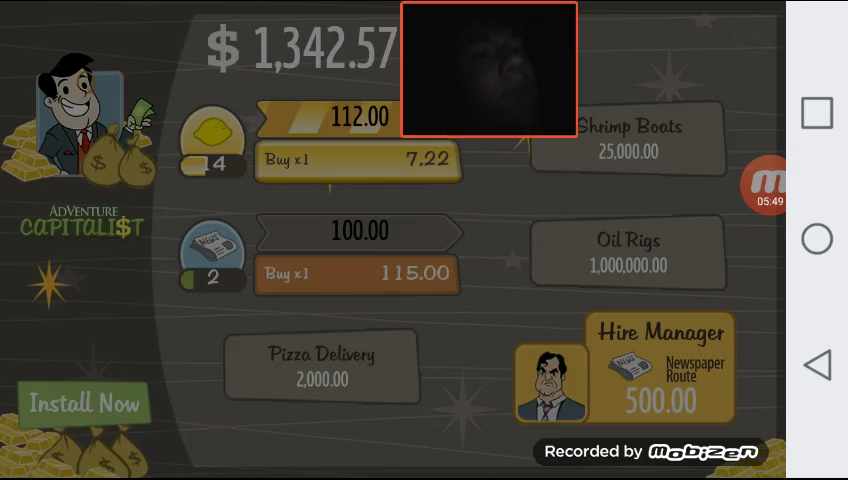 $ 1,342.57
112.00
14
Buy x1 7.22
Shrimp Boats
25,000.00
05:49
ADVENTURE
CAPITALI$T
NEWS
2
100.00
Buy x1 115.00
Oil Rigs
1,000,000.00
Pizza Delivery
2,000.00
Hire Manager
Newspaper
Route
500.00
Install Now
Recorded by mobizen